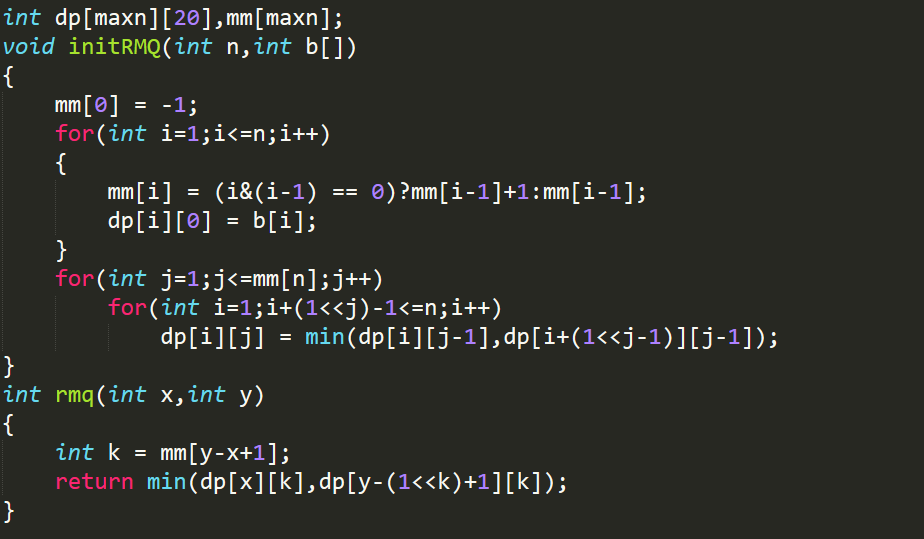 int dp[maxn][20],mm[maxn];
void initRMQ(int n,int b[])
{
    mm[0] = -1;
    for(int i=1;i<=n;i++)
    {
        mm[i] = (i&(i-1) == 0)?mm[i-1]+1:mm[i-1];
        dp[i][0] = b[i];
    }
    for(int j=1;j<=mm[n];j++)
        for(int i=1;i+(1<<j)-1<=n;i++)
            dp[i][j] = min(dp[i][j-1],dp[i+(1<<j-1)][j-1]);
}
int rmq(int x,int y)
{
    int k = mm[y-x+1];
    return min(dp[x][k],dp[y-(1<<k)+1][k]);
}